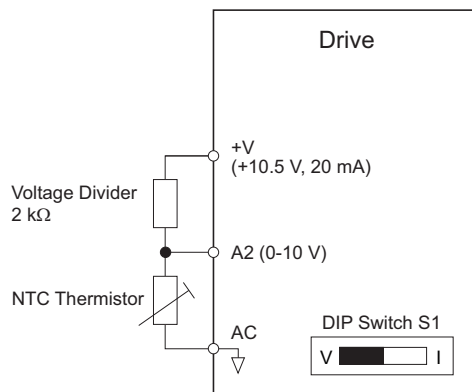 Drive
+V
(+10.5 V, 20 mA)
Voltage Divider
2 kΩ
A2 (0-10 V)
NTC Thermistor
AC
DIP Switch S1
V I